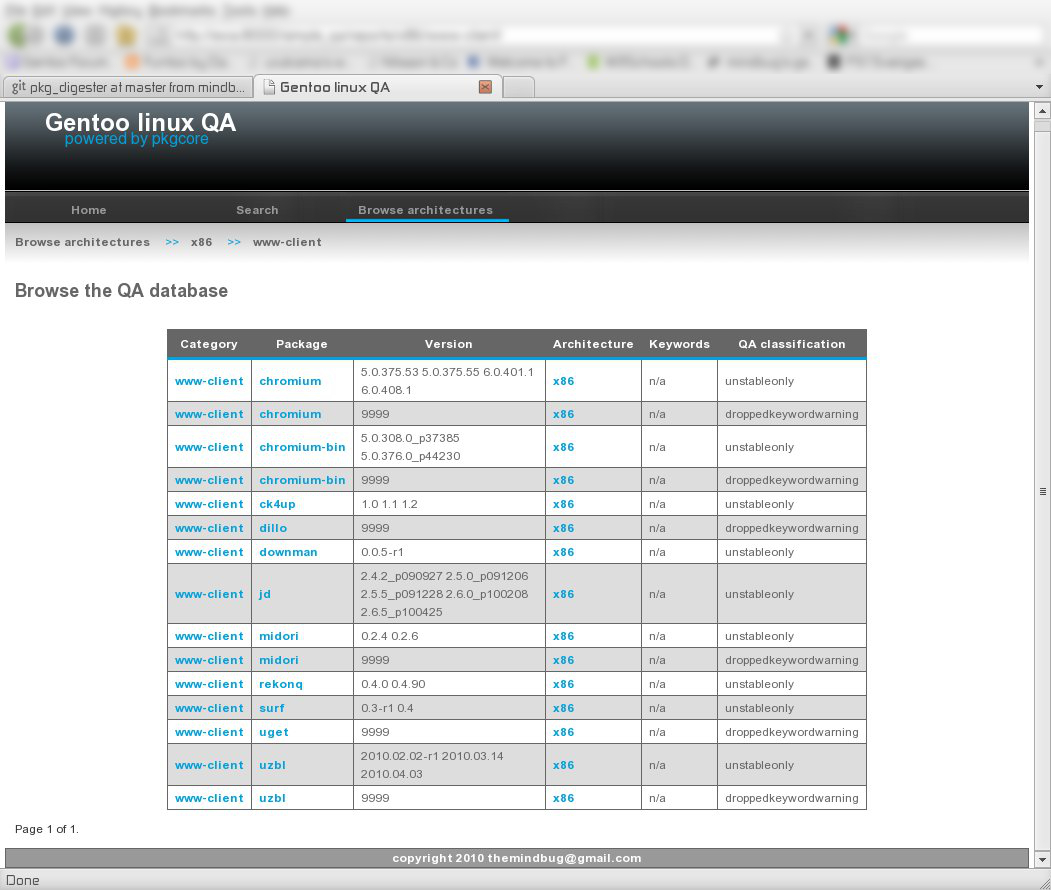 git pkg_digester at master from mindb...
Gentoo linux QA
Gentoo linux QA
powered by pkgcore
Home Search Browse architectures
Browse architectures >> x86 >> www-client
Browse the QA database
Category Package Version Architecture Keywords QA classification
www-client chromium 5.0.375.53 5.0.375.55 6.0.401.1
6.0.408.1 x86 n/a unstableonly
www-client chromium 9999 x86 n/a droppedkeywordwarning
www-client chromium-bin 5.0.308.0_p37385
5.0.376.0_p44230 x86 n/a unstableonly
www-client chromium-bin 9999 x86 n/a droppedkeywordwarning
www-client ck4up 1.0 1.1 1.2 x86 n/a unstableonly
www-client dillo 9999 x86 n/a droppedkeywordwarning
www-client downman 0.0.5-r1 x86 n/a unstableonly
www-client jd 2.4.2_p090927 2.5.0_p091206
2.5.5_p091228 2.6.0_p100208
2.6.5_p100425 x86 n/a unstableonly
www-client midori 0.2.4 0.2.6 x86 n/a unstableonly
www-client midori 9999 x86 n/a droppedkeywordwarning
www-client rekonq 0.4.0 0.4.90 x86 n/a unstableonly
www-client surf 0.3-r1 0.4 x86 n/a unstableonly
www-client uget 9999 x86 n/a droppedkeywordwarning
www-client uzbl 2010.02.02-r1 2010.03.14
2010.04.03 x86 n/a unstableonly
www-client uzbl 9999 x86 n/a droppedkeywordwarning
Page 1 of 1.
copyright 2010 themindbug@gmail.com
Done